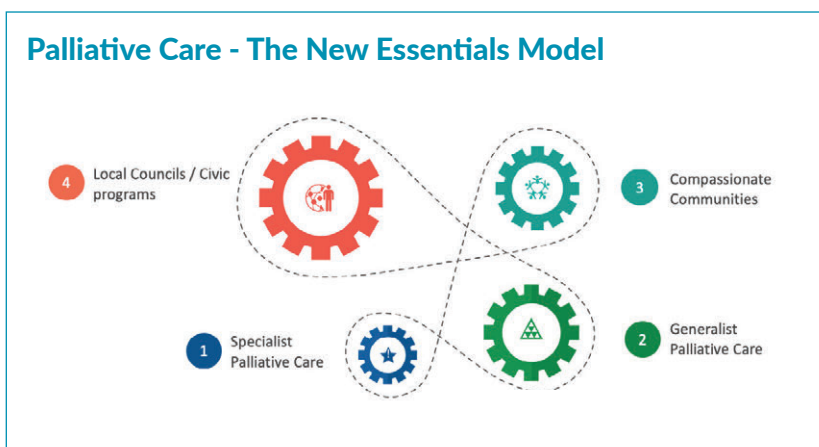 Palliative Care - The New Essentials Model
4
Local Councils / Civic
programs
3
Compassionate
Communities
1
Specialist
Palliative Care
2
Generalist
Palliative Care